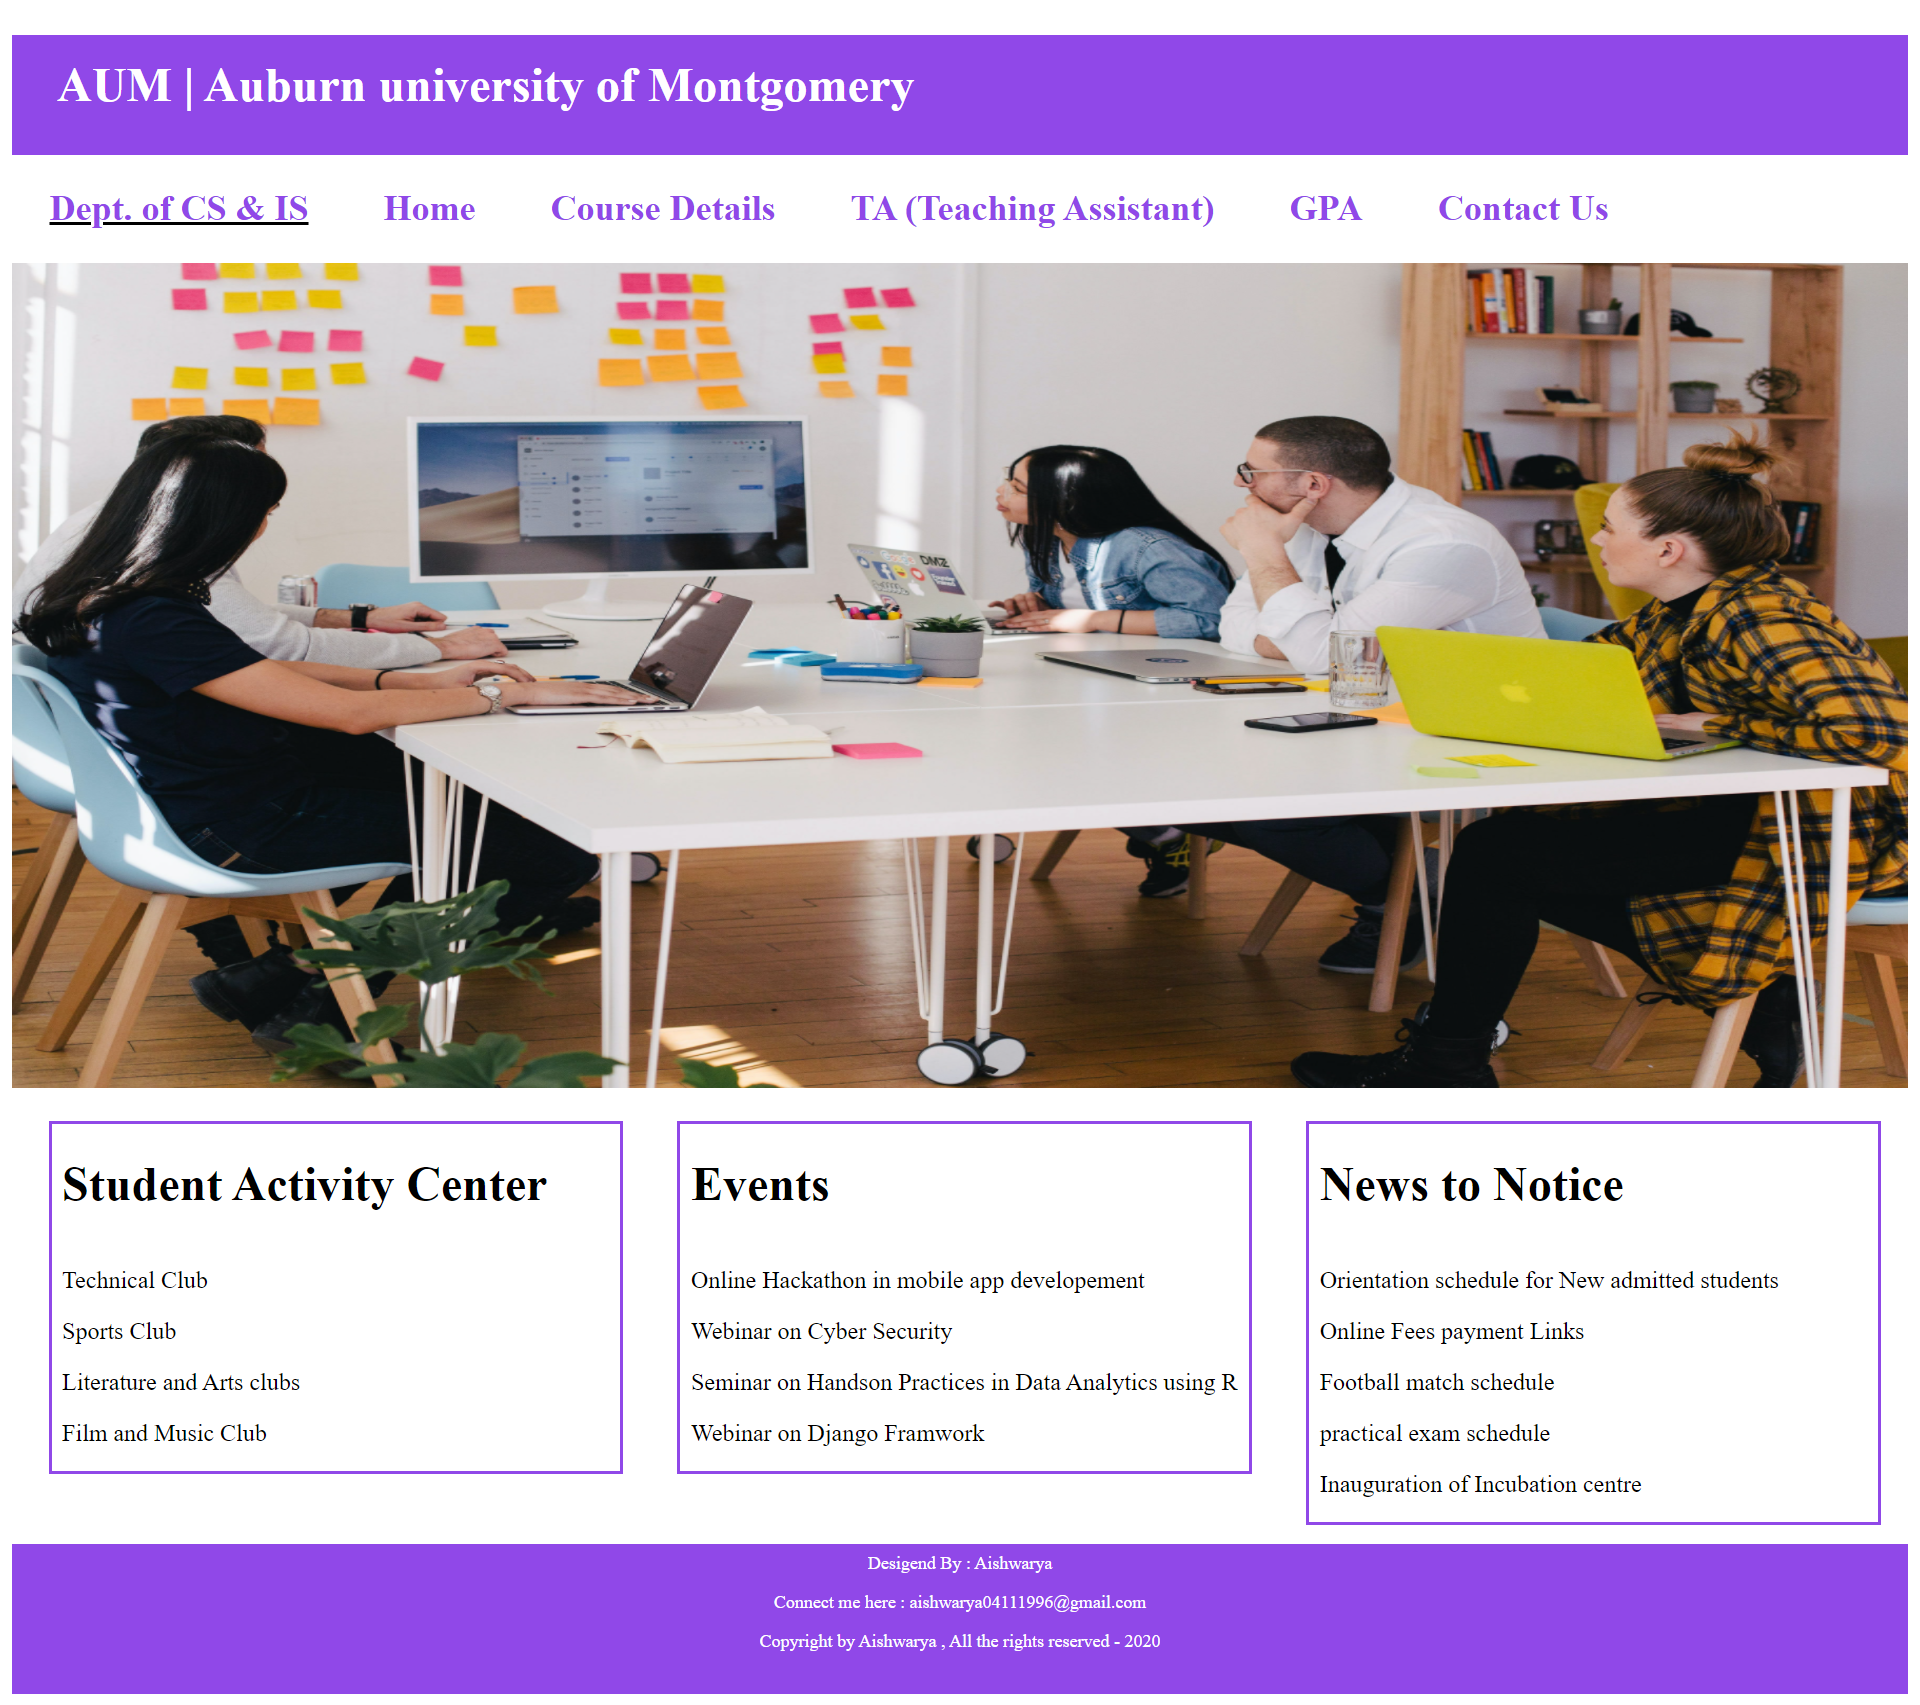 AUM | Auburn university of Montgomery
Dept. of CS & IS Home Course Details TA (Teaching Assistant) GPA Contact Us
DMZ
Student Activity Center
Technical Club
Sports Club
Literature and Arts clubs
Film and Music Club
Events
Online Hackathon in mobile app developement
Webinar on Cyber Security
Seminar on Handson Practices in Data Analytics using R
Webinar on Django Framwork
News to Notice
Orientation schedule for New admitted students
Online Fees payment Links
Football match schedule
practical exam schedule
Inauguration of Incubation centre
Desigend By : Aishwarya
Connect me here : aishwarya04111996@gmail.com
Copyright by Aishwarya , All the rights reserved - 2020